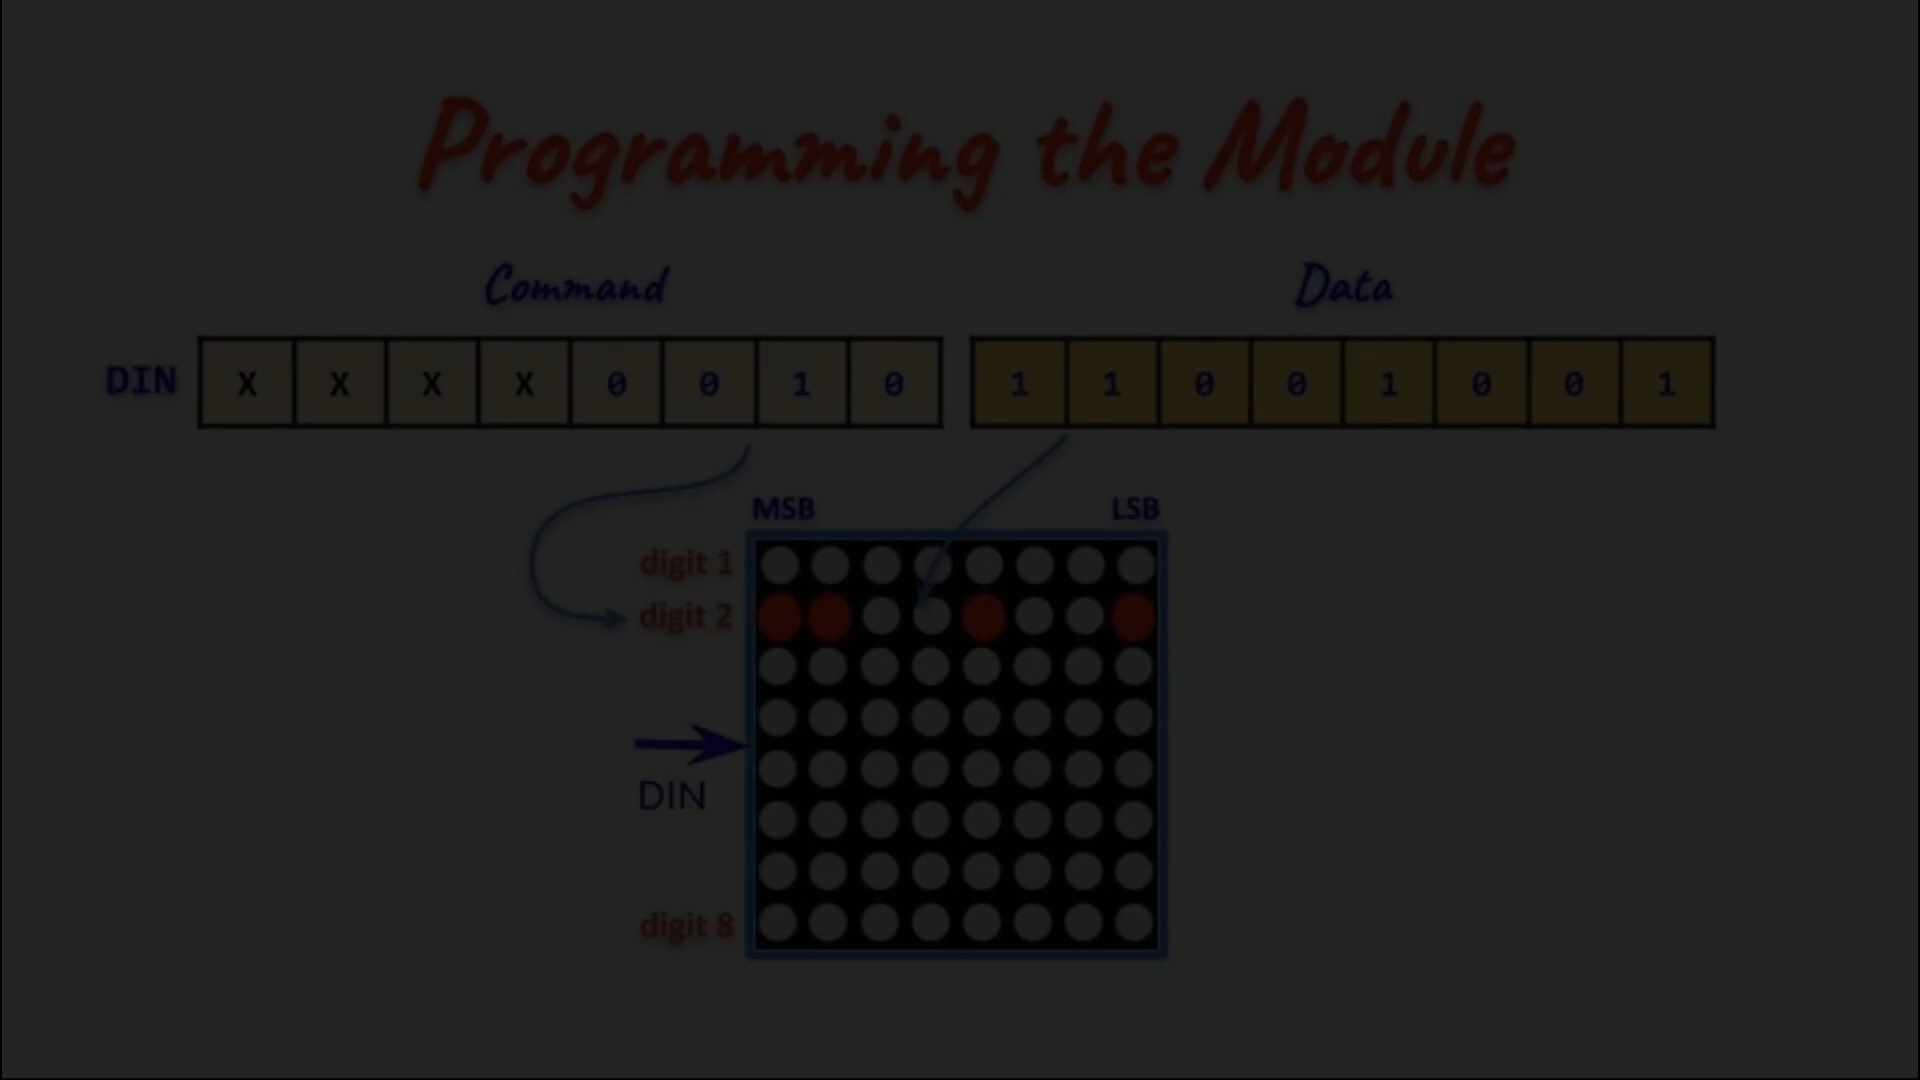 Programming the Module
Command Data
DIN X X X X 0 0 1 0 1 1 0 0 1 0 0 1
MSB LSB
digit 1
digit 2
DIN
digit 8